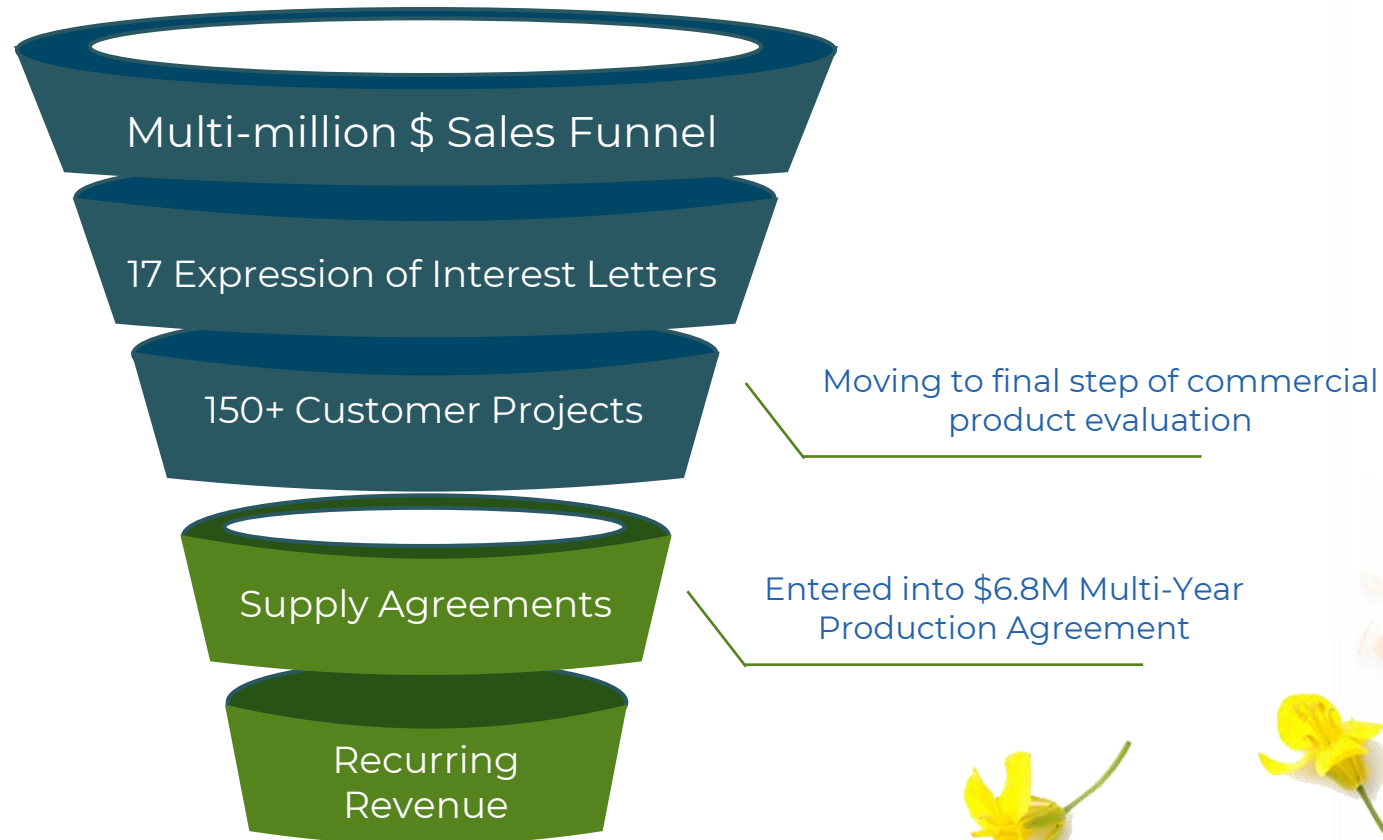 Multi-million $ Sales Funnel
17 Expression of Interest Letters
150+ Customer Projects
Moving to final step of commercial
product evaluation
Supply Agreements
Entered into $6.8M Multi-Year
Production Agreement
Recurring
Revenue